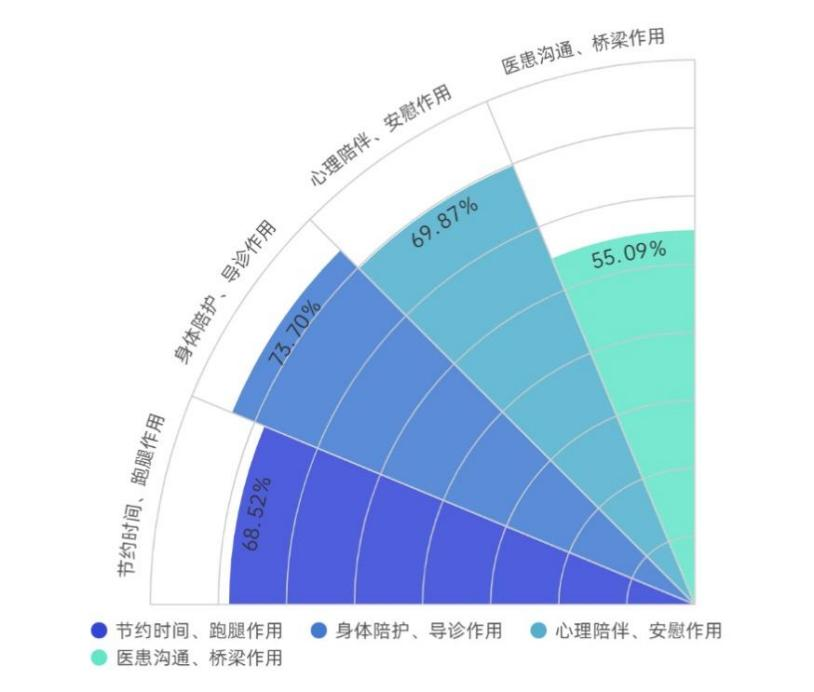 医患沟通、桥梁作用
心理陪伴、安慰作用
身体陪护、导诊作用
节约时间、跑腿作用
55.09%
69.87%
73.70%
68.52%
节约时间、跑腿作用 身体陪护、导诊作用 心理陪伴、安慰作用
医患沟通、桥梁作用